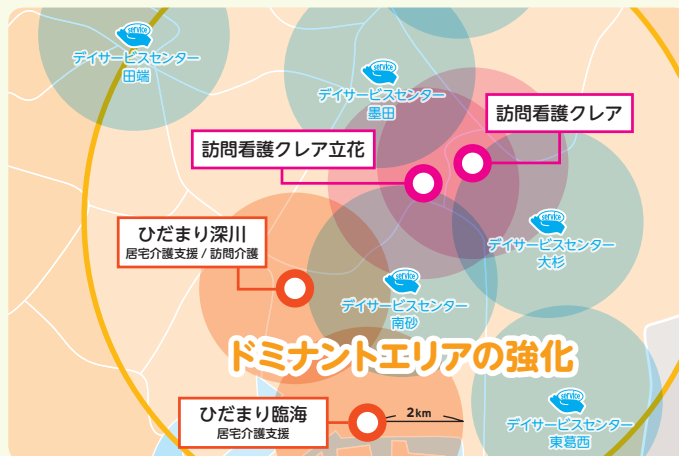 service
デイサービスセンター
田端
service
デイサービスセンター
墨田
訪問看護クレア
訪問看護クレア立花
ひだまり深川
居宅介護支援 / 訪問介護
service
デイサービスセンター
大杉
service
デイサービスセンター
南砂
ドミナントエリアの強化
ひだまり臨海
居宅介護支援
2km
service
デイサービスセンター
東葛西